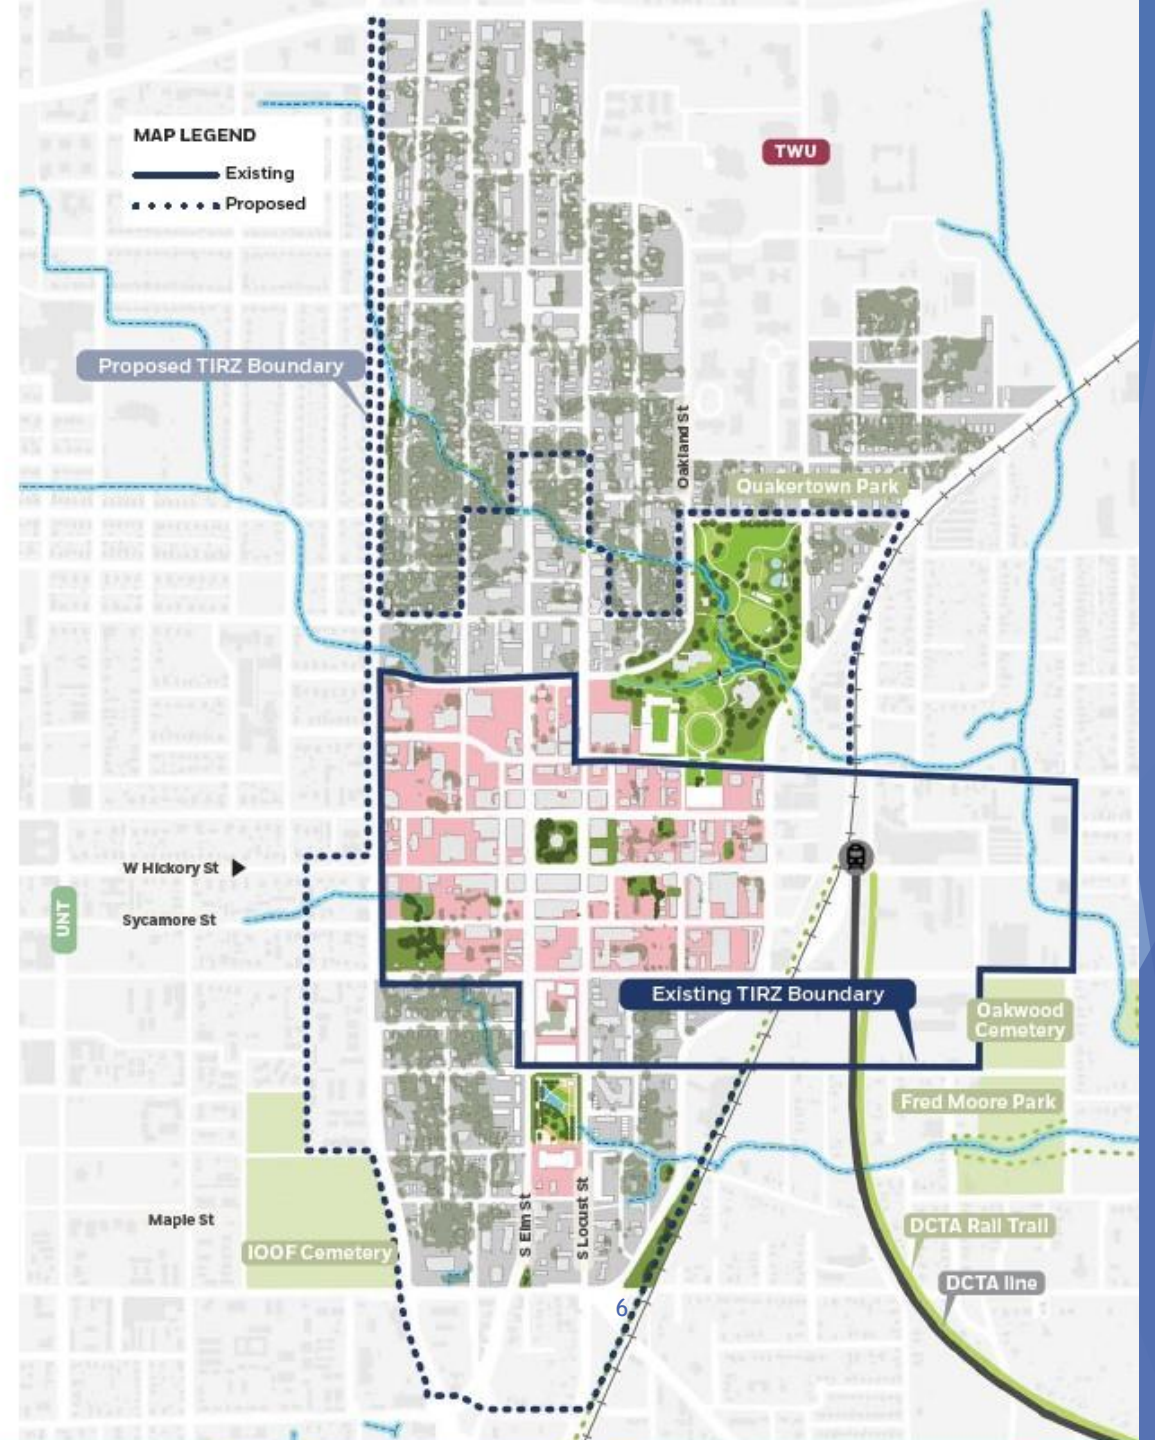 MAP LEGEND
Existing
Proposed
TWU
Proposed TIRZ Boundary
Oakland St
Quakertown Park
W Hickory St
Sycamore St
UNT
Existing TIRZ Boundary
Oakwood
Cemetery
Fred Moore Park
Maple St
S Elm St
S Locust St
IOOF Cemetery
DCTA Rail Trail
DCTA line
6